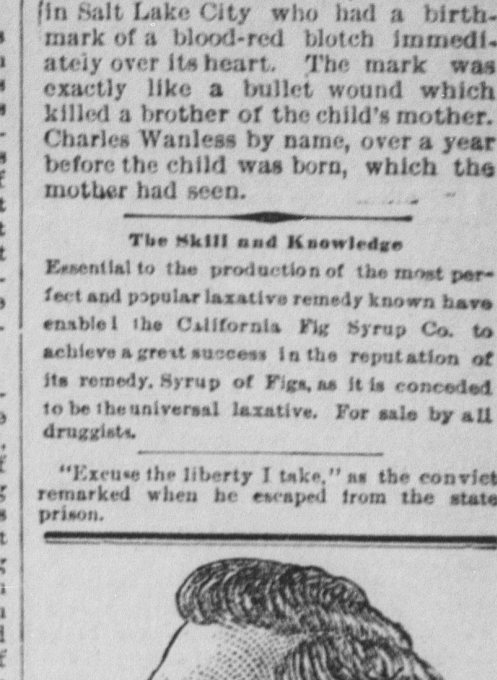 in Salt Lake City who had a birth-
mark of a blood-red blotch immedi-
ately over its heart. The mark was
exactly like a bullet wound which
killed a brother of the child's mother.
Charles Wanless by name, over a year
before the child was born, which the
mother had seen.
The Skill and Knowledge
Essential to the production of the most per-
fect and popular laxative remedy known have
enabled the California Fig Syrup Co. to
achieve a great success in the reputation of
its remedy, Syrup of Figs, as it is conceded
to be the universal laxative. For sale by all
druggists.
"Excuse the liberty I take," as the convict
remarked when he escaped from the state
prison.